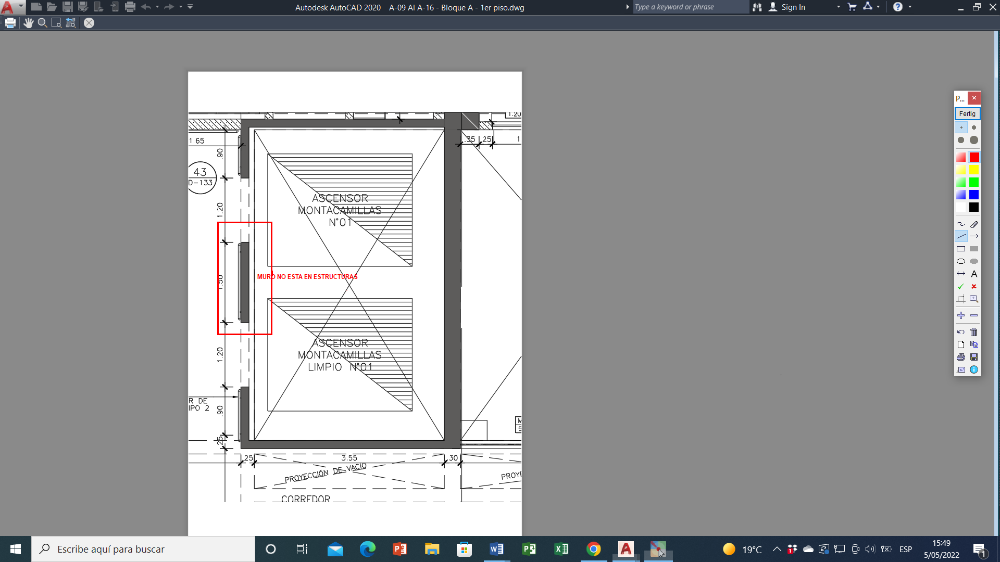 Autodesk AutoCAD 2020 A-09 Al A-16 - Bloque A - 1er piso.dwg
Type a keyword or phrase
Sign In
P...
Fertig
1.20
1.65
.90
.35
.25
1
43
D-133
1.20
ASCENSOR
MONTACAMILLAS
N°01
1.50
MURO NO ESTA EN ESTRUCTURAS
1.20
ASCENSOR
MONTACAMILLAS
LIMPIO N°01
R DE
IPO 2
.90
.25
M
5
.25
3.55
.30
PROYECCIÓN DE VACIO
PROYE
CORREDOR
A
Escribe aquí para buscar
19°C
ESP
15:49
5/05/2022
1
1